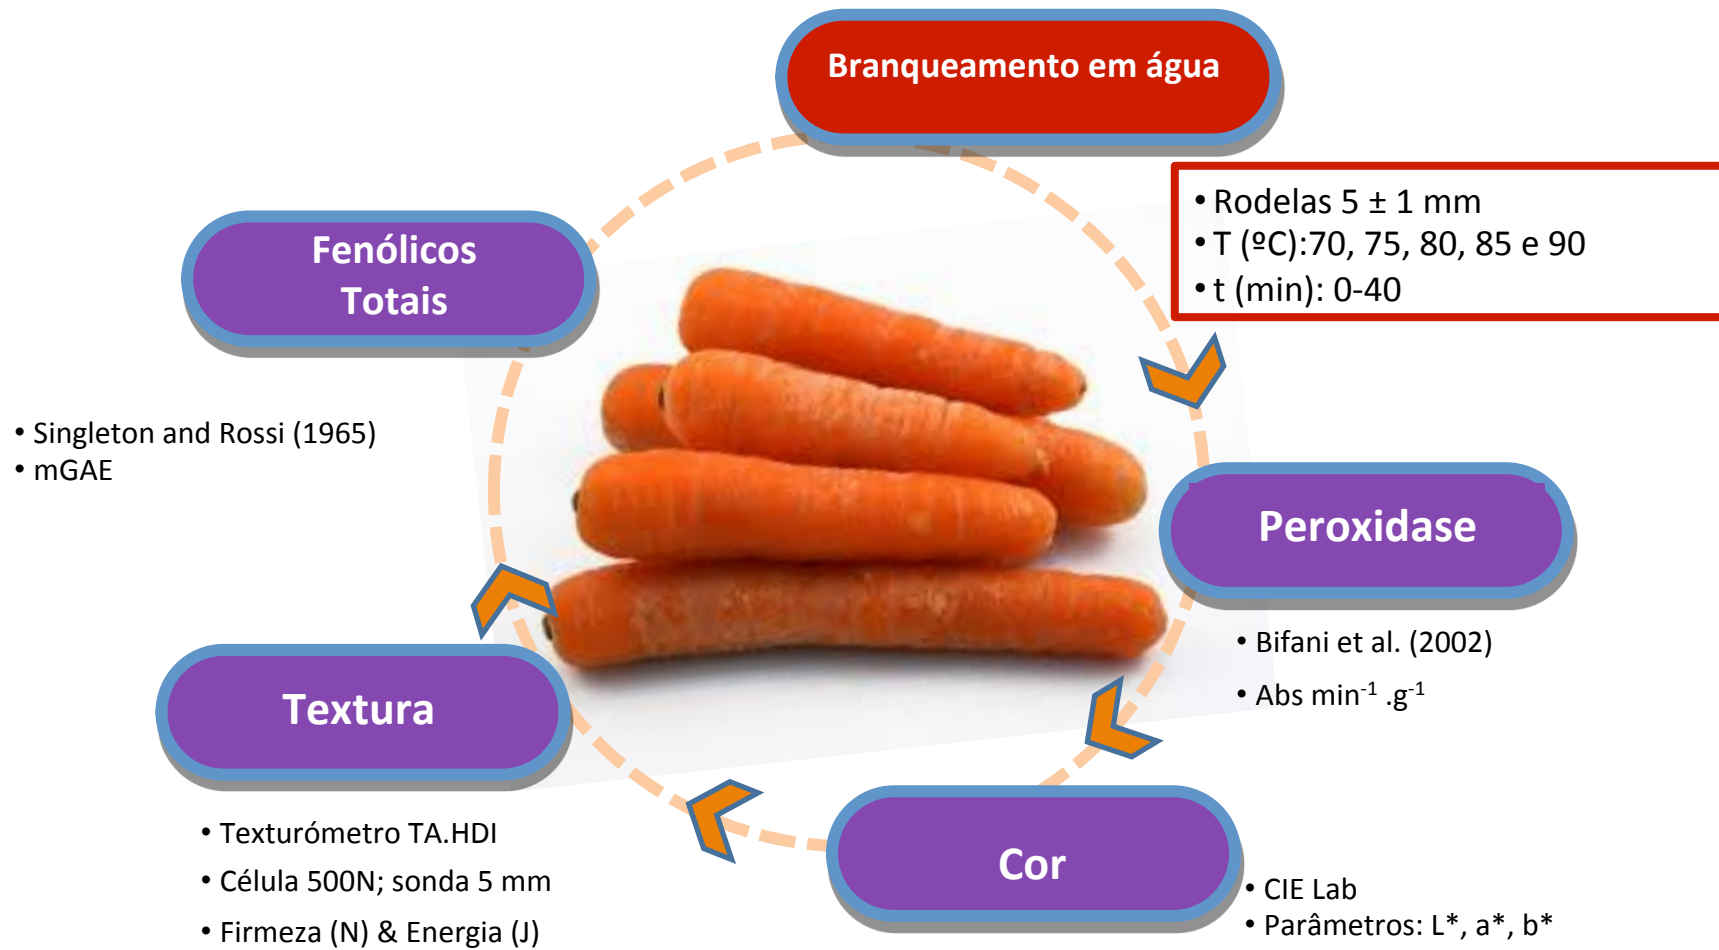 Branqueamento em água
• Rodelas 5 ± 1 mm
• T (ºC):70, 75, 80, 85 e 90
• t (min): 0-40
Peroxidase
• Bifani et al. (2002)
• Abs min⁻¹ .g⁻¹
Cor
• CIE Lab
• Parâmetros: L*, a*, b*
Textura
• Texturómetro TA.HDI
• Célula 500N; sonda 5 mm
• Firmeza (N) & Energia (J)
Fenólicos
Totais
• Singleton and Rossi (1965)
• mGAE